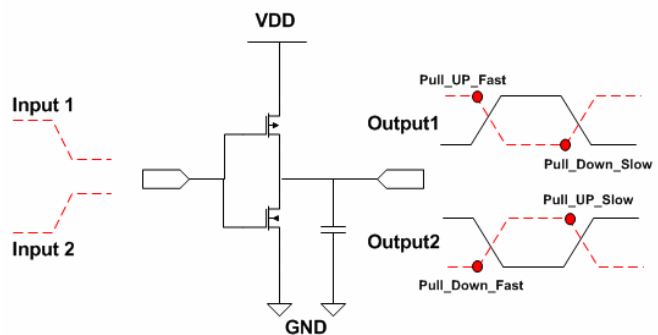 VDD
Input 1
Input 2
GND
Pull_UP_Fast
Output1
Pull_Down_Slow
Pull_UP_Slow
Output2
Pull_Down_Fast